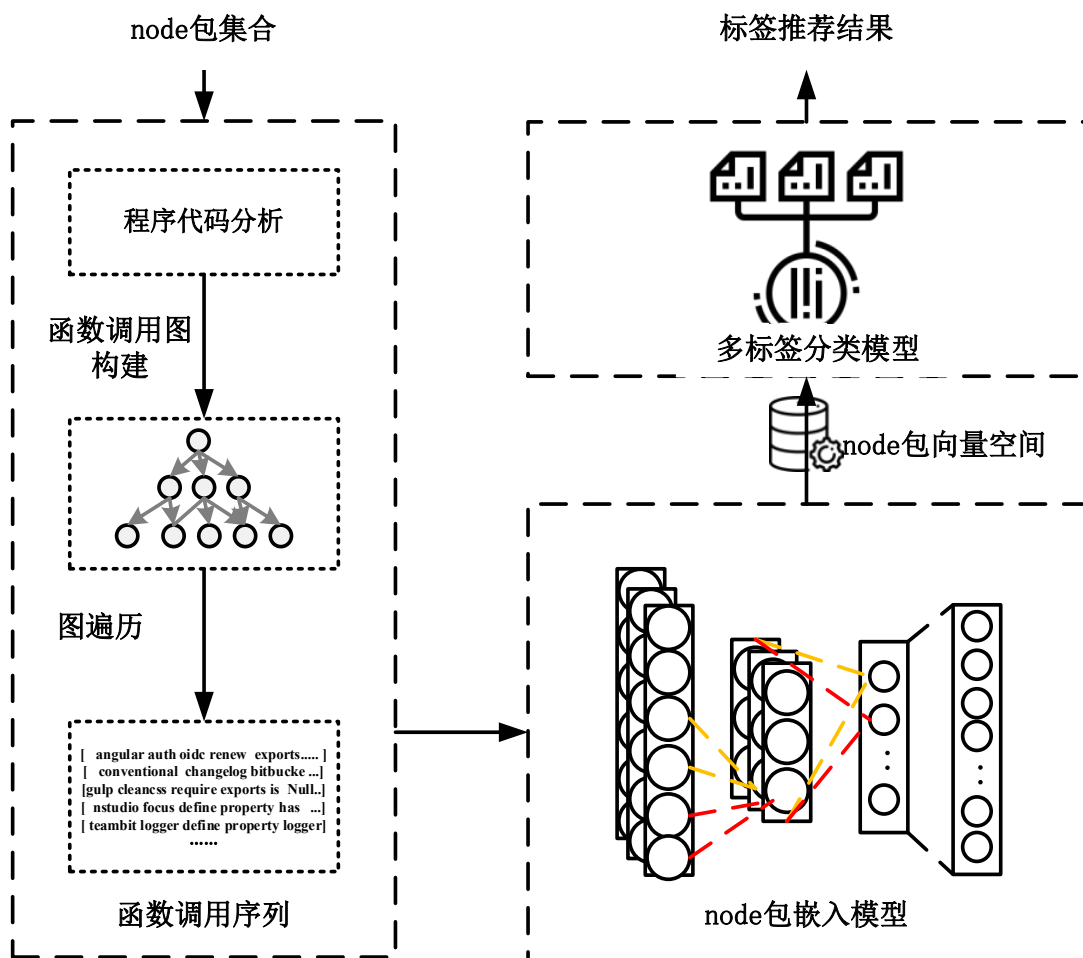 node包集合
程序代码分析
函数调用图
构建
图遍历
[ angular auth oidc renew exports..... ]
[ conventional changelog bitbucke ...]
[gulp cleancss require exports is Null..]
[ nstudio focus define property has ...]
[ teambit logger define property logger]
......
函数调用序列
标签推荐结果
多标签分类模型
node包向量空间
node包嵌入模型